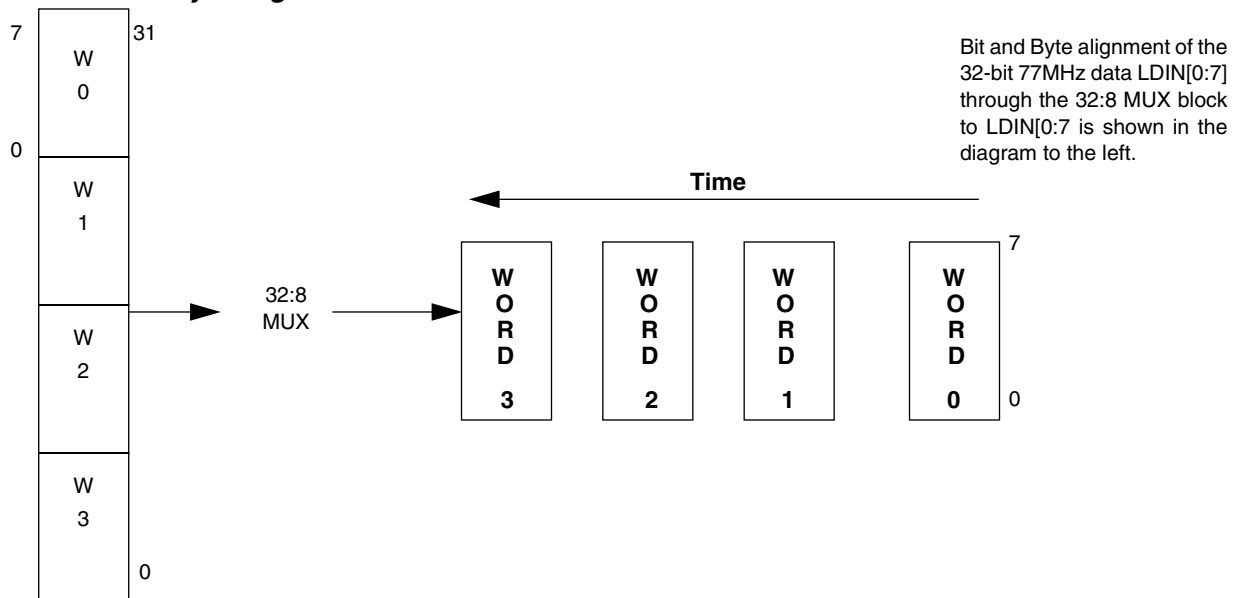 7
31
W
0
0
W
1
W
2
W
3
0
32:8
MUX
Time
W
O
R
D
3
W
O
R
D
2
W
O
R
D
1
W
O
R
D
0
7
0
Bit and Byte alignment of the
32-bit 77MHz data LDIN[0:7]
through the 32:8 MUX block
to LDIN[0:7 is shown in the
diagram to the left.